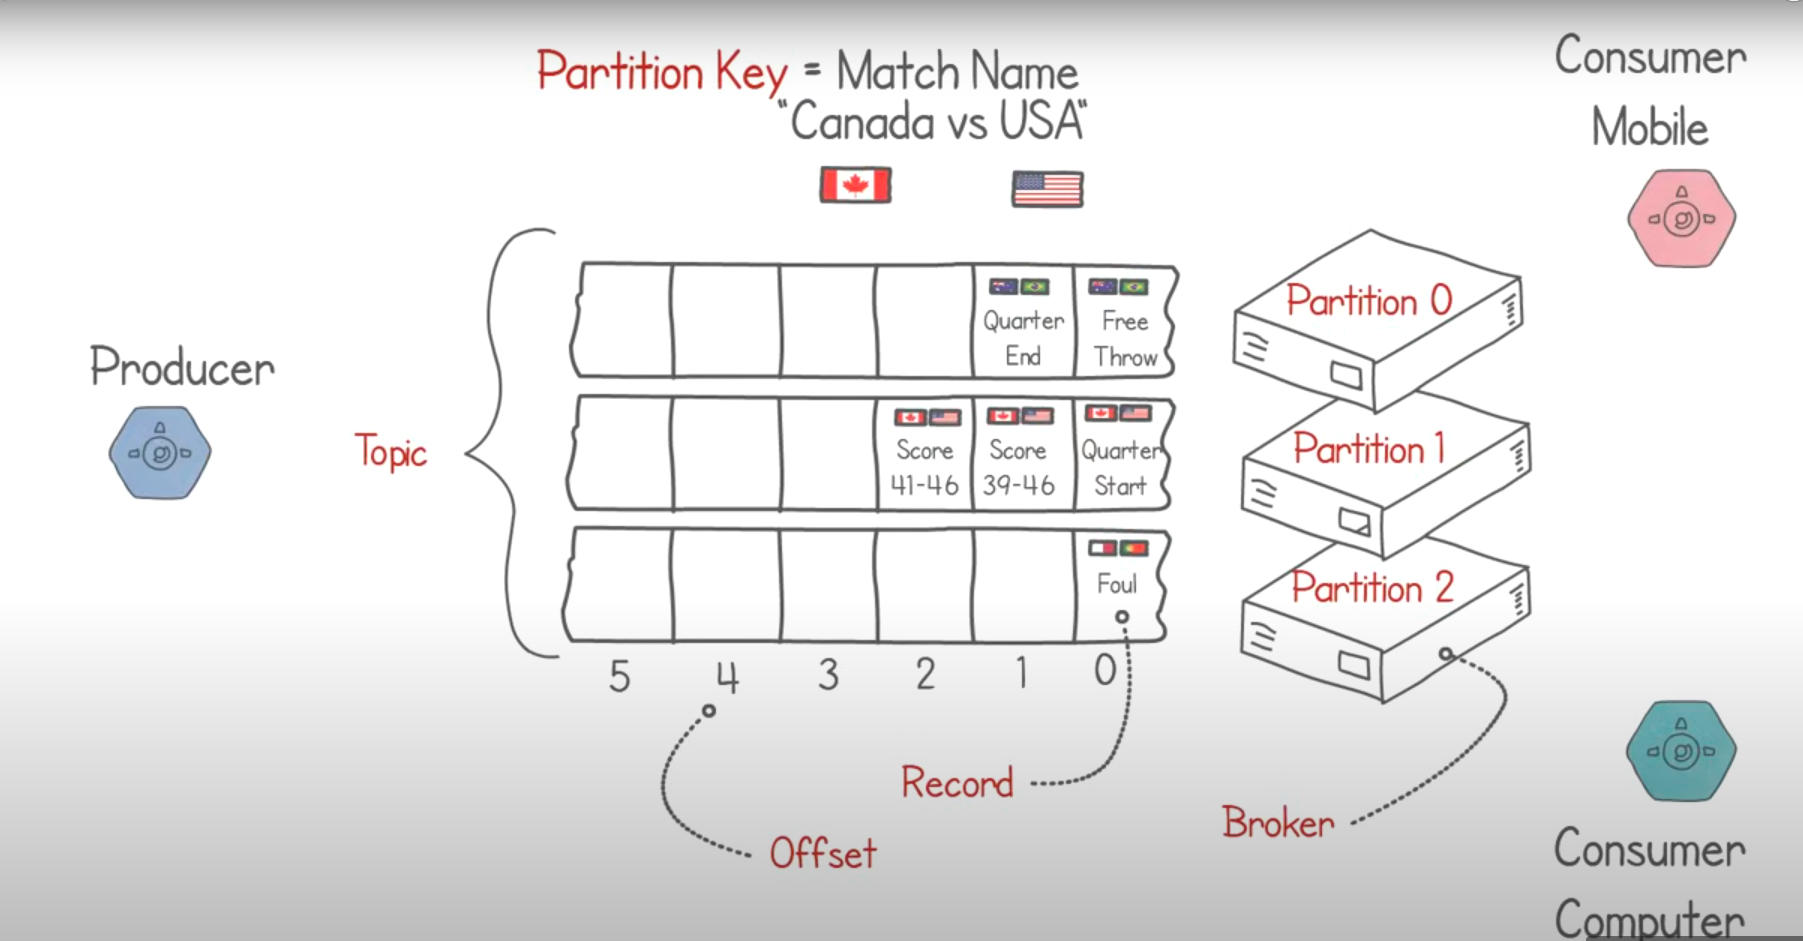 Partition Key = Match Name
"Canada vs USA"
Consumer
Mobile
Producer
Topic
Quarter
End
Free
Throw
Partition 0
Score
41-46
Score
39-46
Quarter
Start
Partition 1
Foul
Partition 2
5 4 3 2 1 0
Record
Offset
Broker
Consumer
Computer